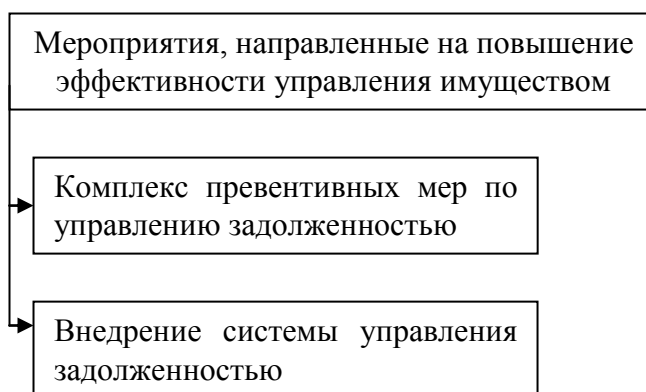 Мероприятия, направленные на повышение
эффективности управления имуществом
Комплекс превентивных мер по
управлению задолженностью
Внедрение системы управления
задолженностью